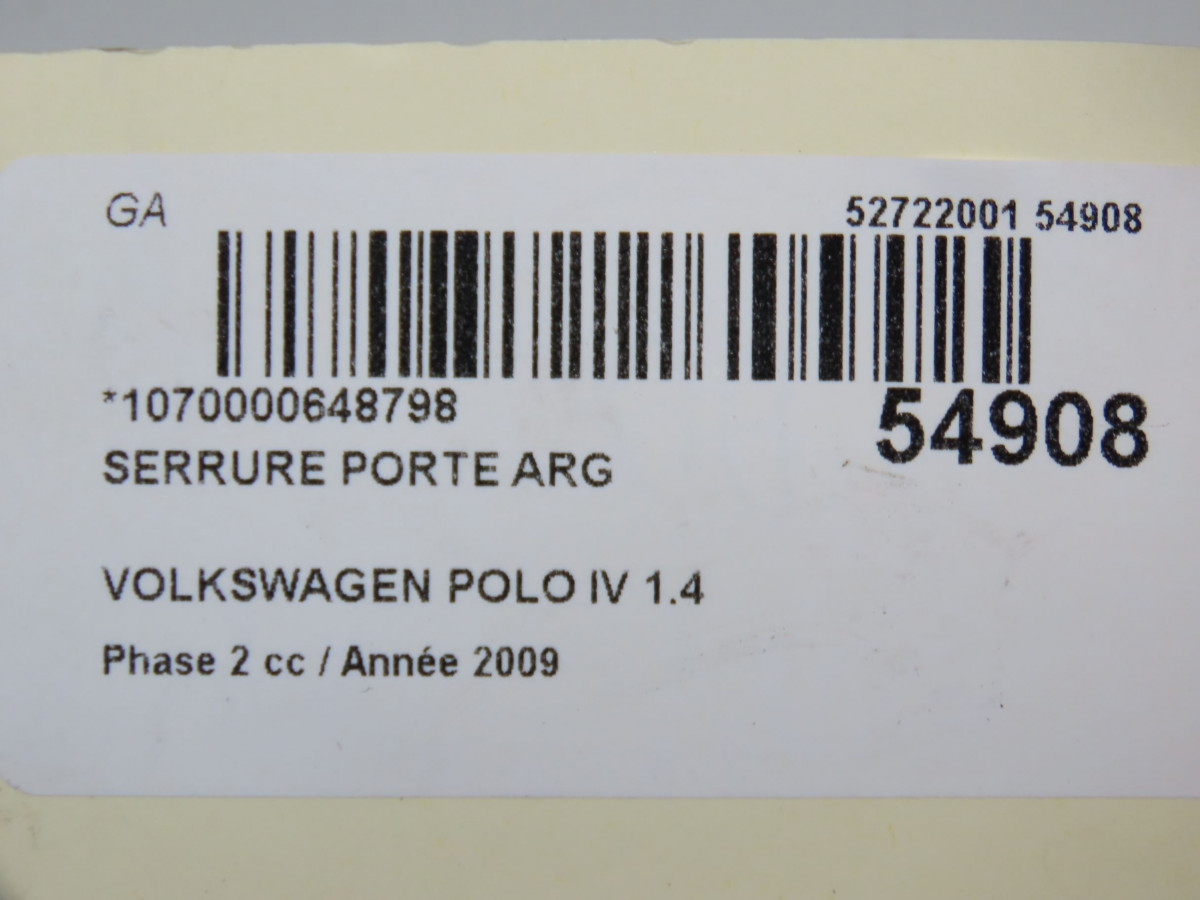 GA
52722001 54908
*1070000648798
54908
SERRURE PORTE ARG
VOLKSWAGEN POLO IV 1.4
Phase 2 cc / Année 2009